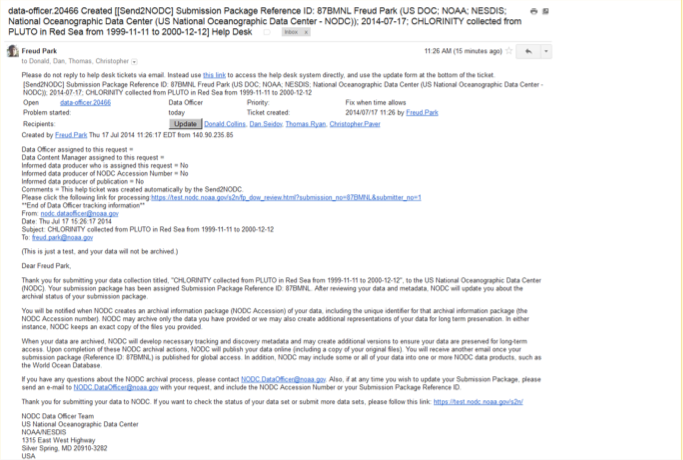 data-officer.20466 Created [[Send2NODC] Submission Package Reference ID: 87BMNL Freud Park (US DOC; NOAA; NESDIS;
National Oceanographic Data Center (US National Oceanographic Data Center - NODC)); 2014-07-17; CHLORINITY collected from
PLUTO in Red Sea from 1999-11-11 to 2000-12-12] Help Desk
Inbox x
Freud Park
11:26 AM (15 minutes ago)
to Donald, Dan, Thomas, Christopher
Please do not reply to help desk tickets via email. Instead use this link to access the help desk system directly, and use the update form at the bottom of the ticket.
[Send2NODC] Submission Package Reference ID: 87BMNL Freud Park (US DOC; NOAA; NESDIS; National Oceanographic Data Center (US National Oceanographic Data Center -
NODC)); 2014-07-17; CHLORINITY collected from PLUTO in Red Sea from 1999-11-11 to 2000-12-12
Open data-officer.20466 Data Officer Priority: Fix when time allows
Problem started: today Ticket created: 2014/07/17 11:26 by Freud.Park
Recipients: Update Donald.Collins, Dan.Seidov, Thomas.Ryan, Christopher.Paver
Created by Freud.Park Thu 17 Jul 2014 11:26:17 EDT from 140.90.235.85
Data Officer assigned to this request =
Data Content Manager assigned to this request =
Informed data producer who is assigned this request = No
Informed data producer of NODC Accession Number = No
Informed data producer of publication = No
Comments = This help ticket was created automatically by the Send2NODC.
Please click the following link for processing:https://test.nodc.noaa.gov/s2n/fp_dow_review.html?submission_no=87BMNL&submitter_no=1
**End of Data Officer tracking information**
From: nodc.dataofficer@noaa.gov
Date: Thu Jul 17 15:26:17 2014
Subject: CHLORINITY collected from PLUTO in Red Sea from 1999-11-11 to 2000-12-12
To: freud.park@noaa.gov
(This is just a test, and your data will not be archived.)
Dear Freud Park,
Thank you for submitting your data collection titled, "CHLORINITY collected from PLUTO in Red Sea from 1999-11-11 to 2000-12-12", to the US National Oceanographic Data Center
(NODC). Your submission package has been assigned Submission Package Reference ID: 87BMNL. After reviewing your data and metadata, NODC will update you about the
archival status of your submission package.
You will be notified when NODC creates an archival information package (NODC Accession) of your data, including the unique identifier for that archival information package (the
NODC Accession number). NODC may archive only the data you have provided or we may also create additional representations of your data for long term preservation. In either
instance, NODC keeps an exact copy of the files you provided.
When your data are archived, NODC will develop necessary tracking and discovery metadata and may create additional versions to ensure your data are preserved for long-term
access. Upon completion of these NODC archival actions, NODC will publish your data online (including a copy of your original files). You will receive another email once your
submission package (Reference ID: 87BMNL) is published for global access. In addition, NODC may include some or all of your data into one or more NODC data products, such as
the World Ocean Database.
If you have any questions about the NODC archival process, please contact NODC.DataOfficer@noaa.gov. Also, if at any time you wish to update your Submission Package, please
send an e-mail to NODC.DataOfficer@noaa.gov with your request, and include the NODC Accession Number or your Submission Package Reference ID.
Thank you for submitting your data to NODC. If you want to check the status of your data set or submit more data sets, please follow this link: https://test.nodc.noaa.gov/s2n/
NODC Data Officer Team
US National Oceanographic Data Center
NOAA/NESDIS
1315 East West Highway
Silver Spring, MD 20910-3282
USA